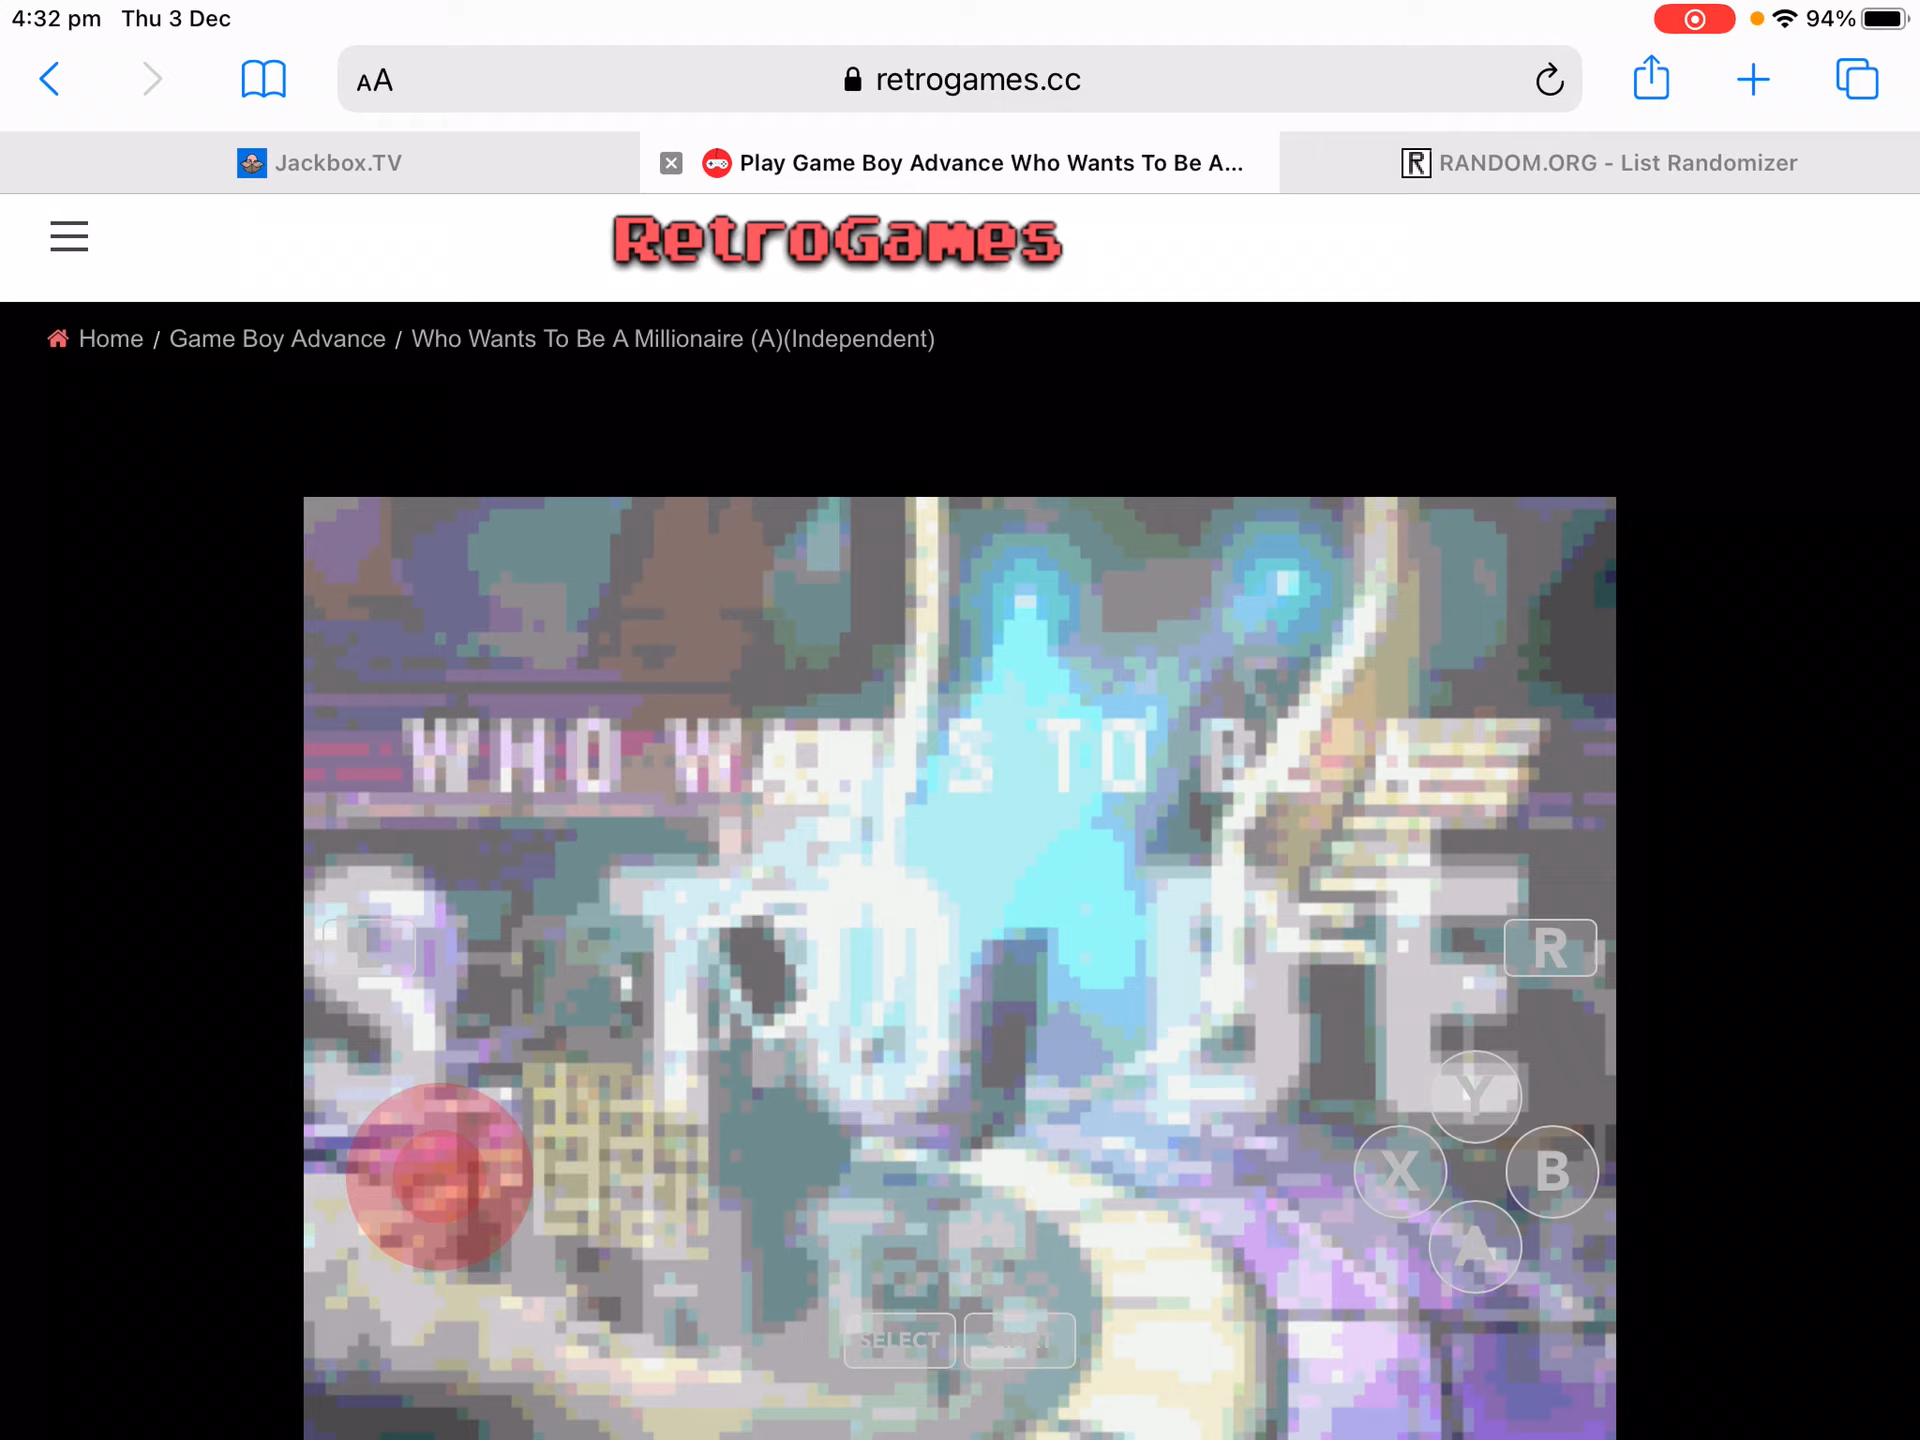 4:32 pm Thu 3 Dec
94%
AA
retrogames.cc
Jackbox.TV
Play Game Boy Advance Who Wants To Be A...
RANDOM.ORG - List Randomizer
RetroGames
Home / Game Boy Advance / Who Wants To Be A Millionaire (A)(Independent)
WHO W S TO
R
Y
X
B
A
SELECT START